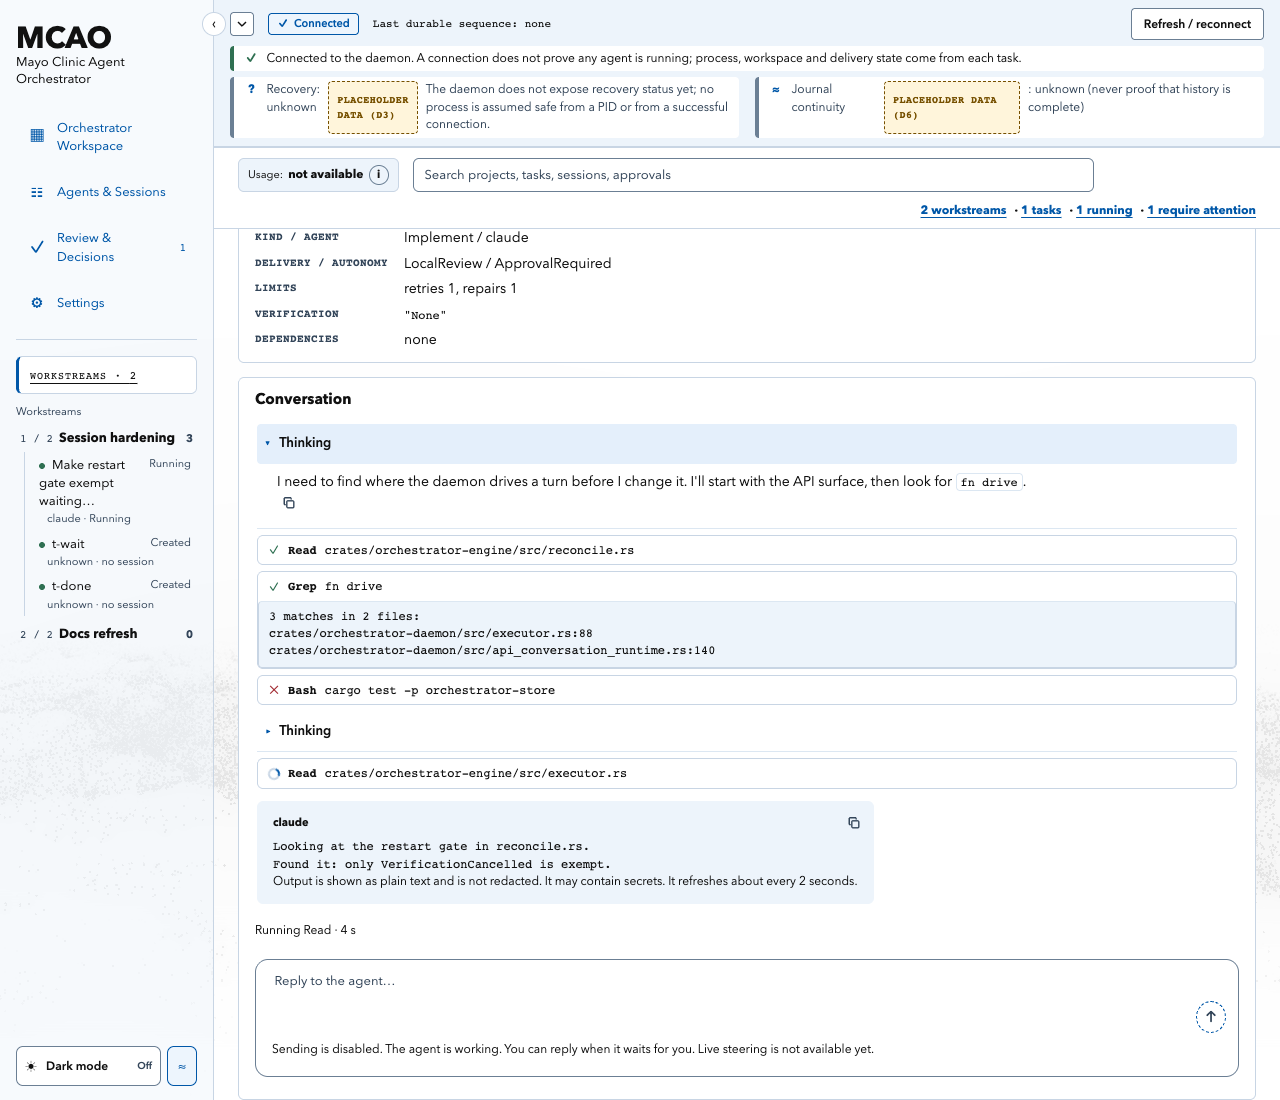 MCAO
Mayo Clinic Agent
Orchestrator
Orchestrator
Workspace
Agents & Sessions
Review &
Decisions
1
Settings
WORKSTREAMS · 2
Workstreams
1 / 2 Session hardening 3
Make restart
gate exempt
waiting…
Running
claude · Running
t-wait Created
unknown · no session
t-done Created
unknown · no session
2 / 2 Docs refresh 0
Dark mode Off
≈
‹
✓ Connected
Last durable sequence: none
Refresh / reconnect
✓ Connected to the daemon. A connection does not prove any agent is running; process, workspace and delivery state come from each task.
? Recovery:
unknown
PLACEHOLDER
DATA (D3)
The daemon does not expose recovery status yet; no
process is assumed safe from a PID or from a successful
connection.
≈ Journal
continuity
PLACEHOLDER DATA
(D6)
: unknown (never proof that history is
complete)
Usage: not available i
Search projects, tasks, sessions, approvals
2 workstreams · 1 tasks · 1 running · 1 require attention
KIND / AGENT Implement / claude
DELIVERY / AUTONOMY LocalReview / ApprovalRequired
LIMITS retries 1, repairs 1
VERIFICATION "None"
DEPENDENCIES none
Conversation
Thinking
I need to find where the daemon drives a turn before I change it. I'll start with the API surface, then look for fn drive.
✓ Read crates/orchestrator-engine/src/reconcile.rs
✓ Grep fn drive
3 matches in 2 files:
crates/orchestrator-daemon/src/executor.rs:88
crates/orchestrator-daemon/src/api_conversation_runtime.rs:140
Bash cargo test -p orchestrator-store
Thinking
Read crates/orchestrator-engine/src/executor.rs
claude
Looking at the restart gate in reconcile.rs.
Found it: only VerificationCancelled is exempt.
Output is shown as plain text and is not redacted. It may contain secrets. It refreshes about every 2 seconds.
Running Read · 4 s
Reply to the agent…
Sending is disabled. The agent is working. You can reply when it waits for you. Live steering is not available yet.